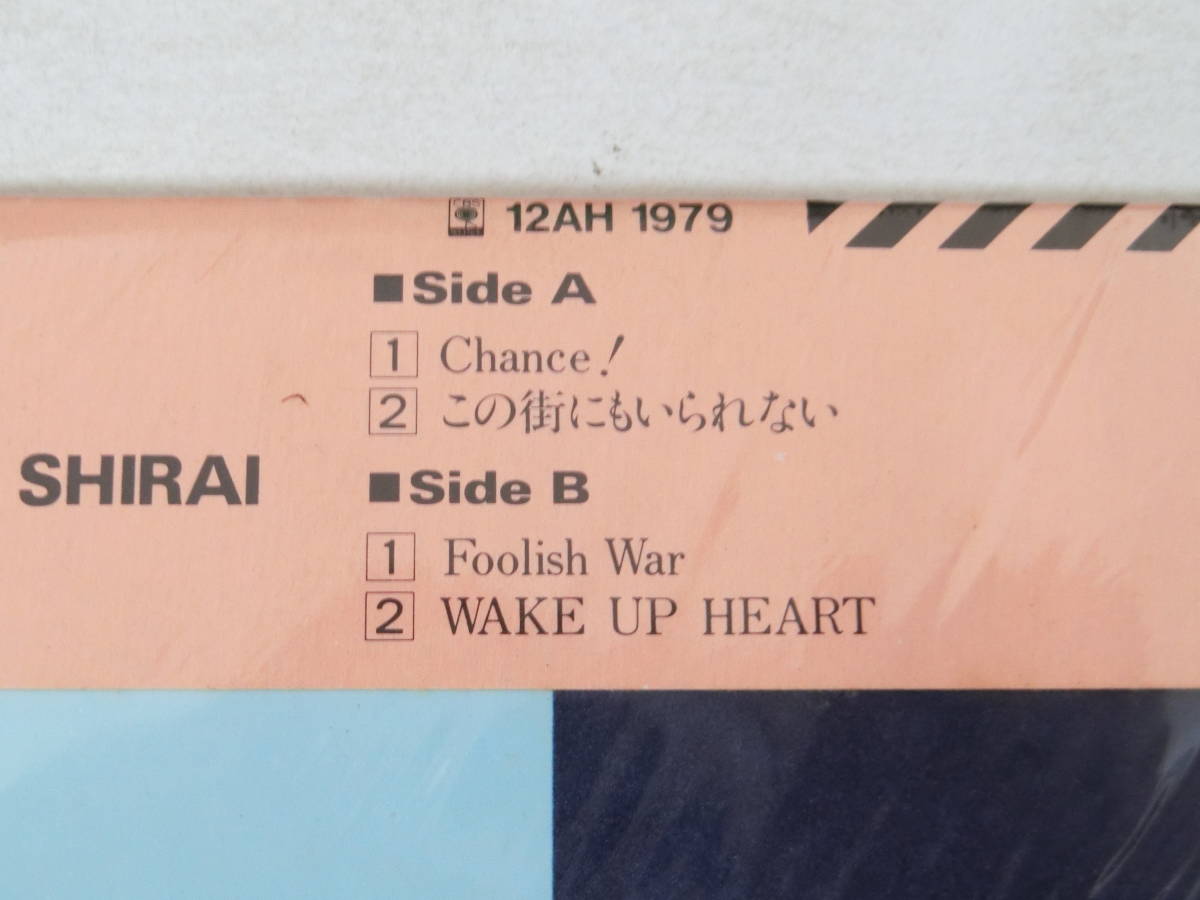 CBS 12AH 1979
■Side A
1 Chance!
2 この街にもいられない
SHIRAI
■Side B
1 Foolish War
2 WAKE UP HEART